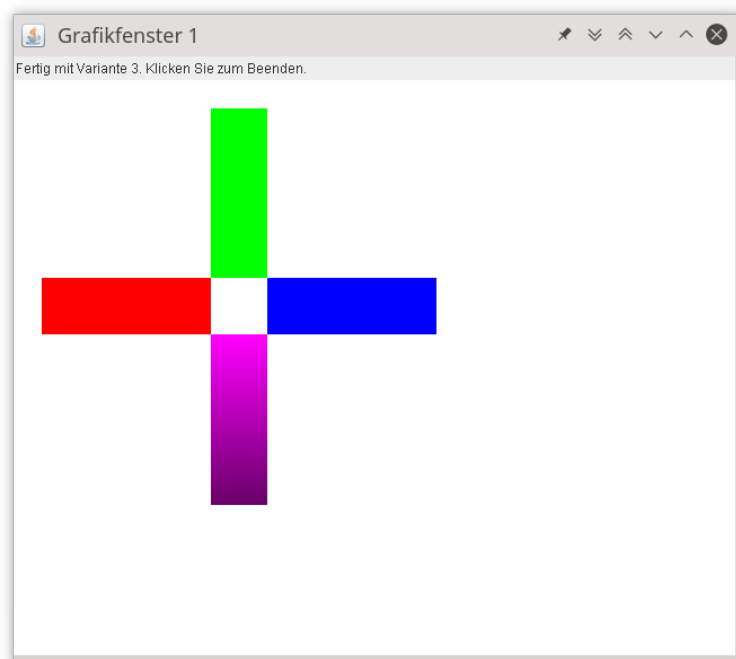 Grafikfenster 1
Fertig mit Variante 3. Klicken Sie zum Beenden.